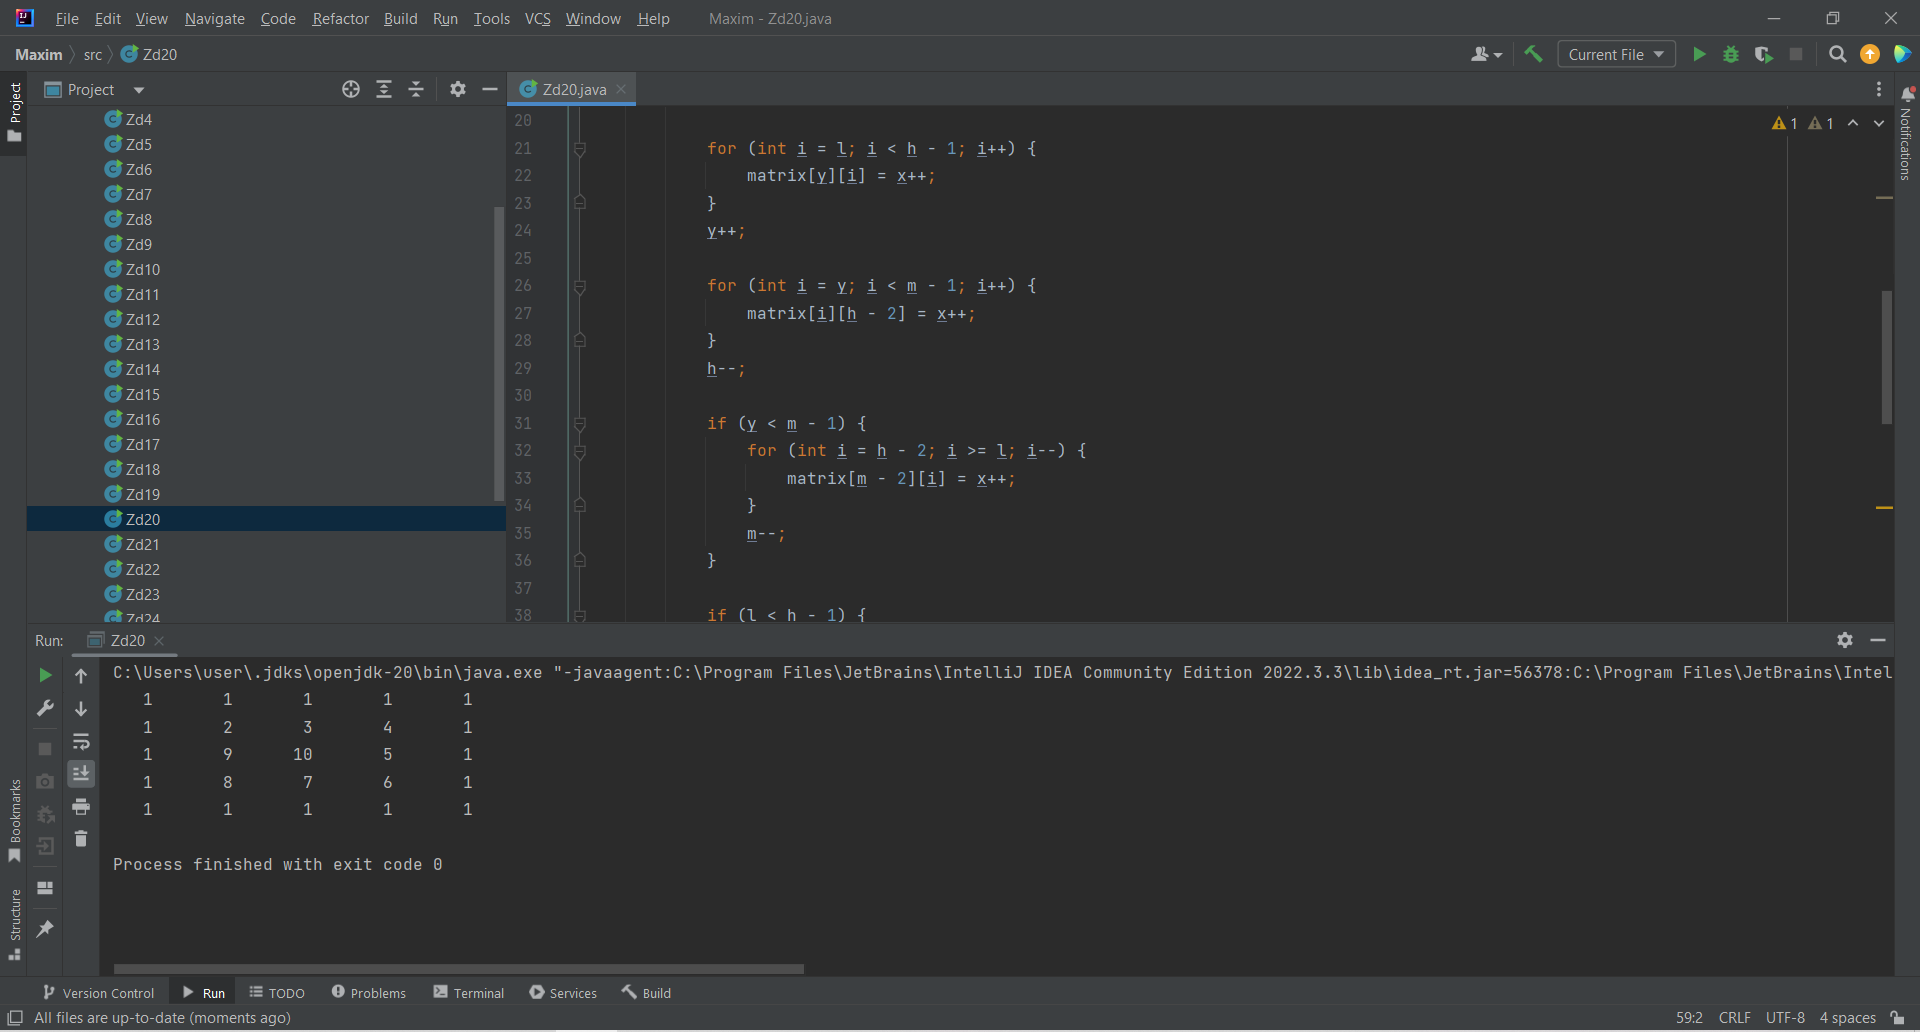 File Edit View Navigate Code Refactor Build Run Tools VCS Window Help Maxim - Zd20.java
Maxim src Zd20 Current File
Project
Project
Zd20.java
Notifications
Zd4
Zd5
Zd6
Zd7
Zd8
Zd9
Zd10
Zd11
Zd12
Zd13
Zd14
Zd15
Zd16
Zd17
Zd18
Zd19
Zd20
Zd21
Zd22
Zd23
Zd24
1 1
20
21 for (int i = l; i < h - 1; i++) {
22 matrix[y][i] = x++;
23 }
24 y++;
25
26 for (int i = y; i < m - 1; i++) {
27 matrix[i][h - 2] = x++;
28 }
29 h--;
30
31 if (y < m - 1) {
32 for (int i = h - 2; i >= l; i--) {
33 matrix[m - 2][i] = x++;
34 }
35 m--;
36 }
37
38 if (l < h - 1) {
Run: Zd20
C:\Users\user\.jdks\openjdk-20\bin\java.exe "-javaagent:C:\Program Files\JetBrains\IntelliJ IDEA Community Edition 2022.3.3\lib\idea_rt.jar=56378:C:\Program Files\JetBrains\Intel
1 1 1 1 1
1 2 3 4 1
1 9 10 5 1
1 8 7 6 1
1 1 1 1 1
Process finished with exit code 0
Bookmarks
Structure
Version Control Run TODO Problems Terminal Services Build
All files are up-to-date (moments ago) 59:2 CRLF UTF-8 4 spaces